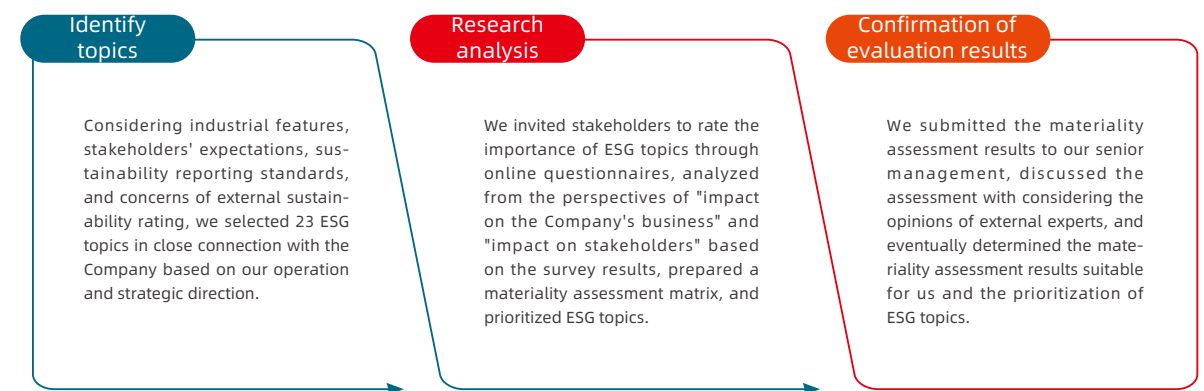 Identify
topics
Considering industrial features,
stakeholders' expectations, sus-
tainability reporting standards,
and concerns of external sustain-
ability rating, we selected 23 ESG
topics in close connection with the
Company based on our operation
and strategic direction.
Research
analysis
We invited stakeholders to rate the
importance of ESG topics through
online questionnaires, analyzed
from the perspectives of "impact
on the Company's business" and
"impact on stakeholders" based
on the survey results, prepared a
materiality assessment matrix, and
prioritized ESG topics.
Confirmation of
evaluation results
We submitted the materiality
assessment results to our senior
management, discussed the
assessment with considering the
opinions of external experts, and
eventually determined the mate-
riality assessment results suitable
for us and the prioritization of
ESG topics.